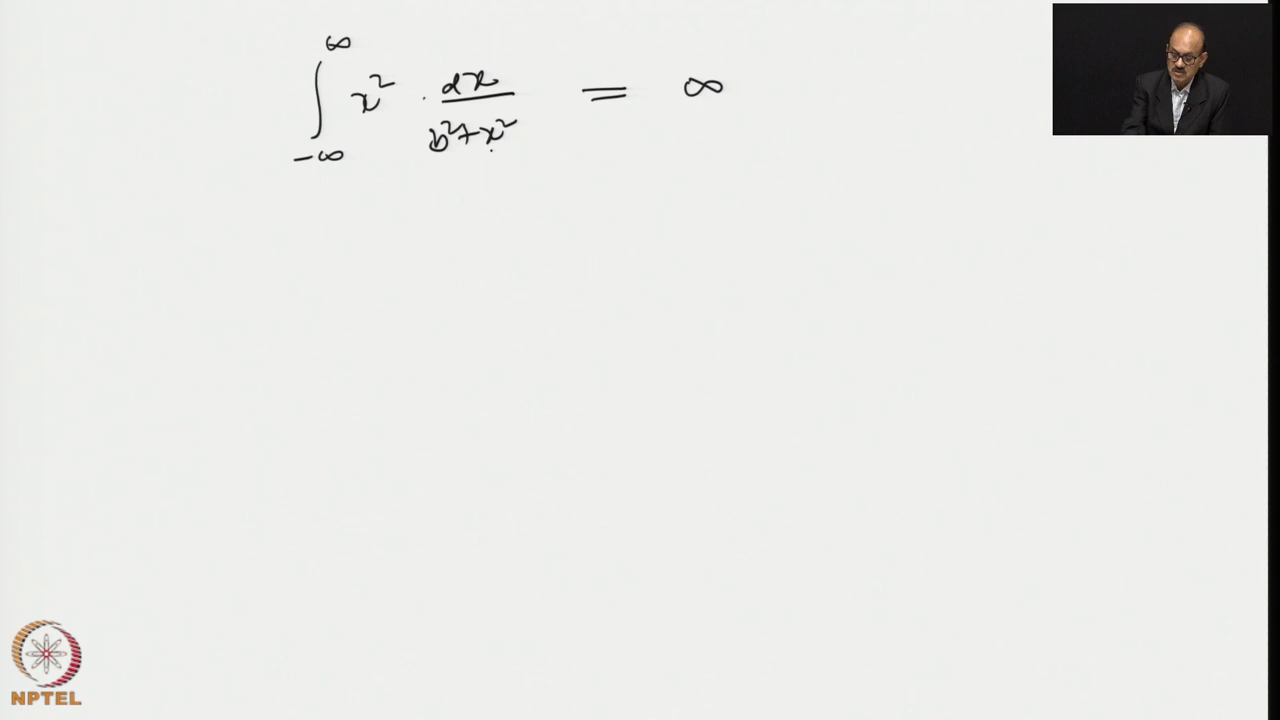 ∫_{-∞}^{∞} x² · dx/(b²+x²) = ∞
NPTEL